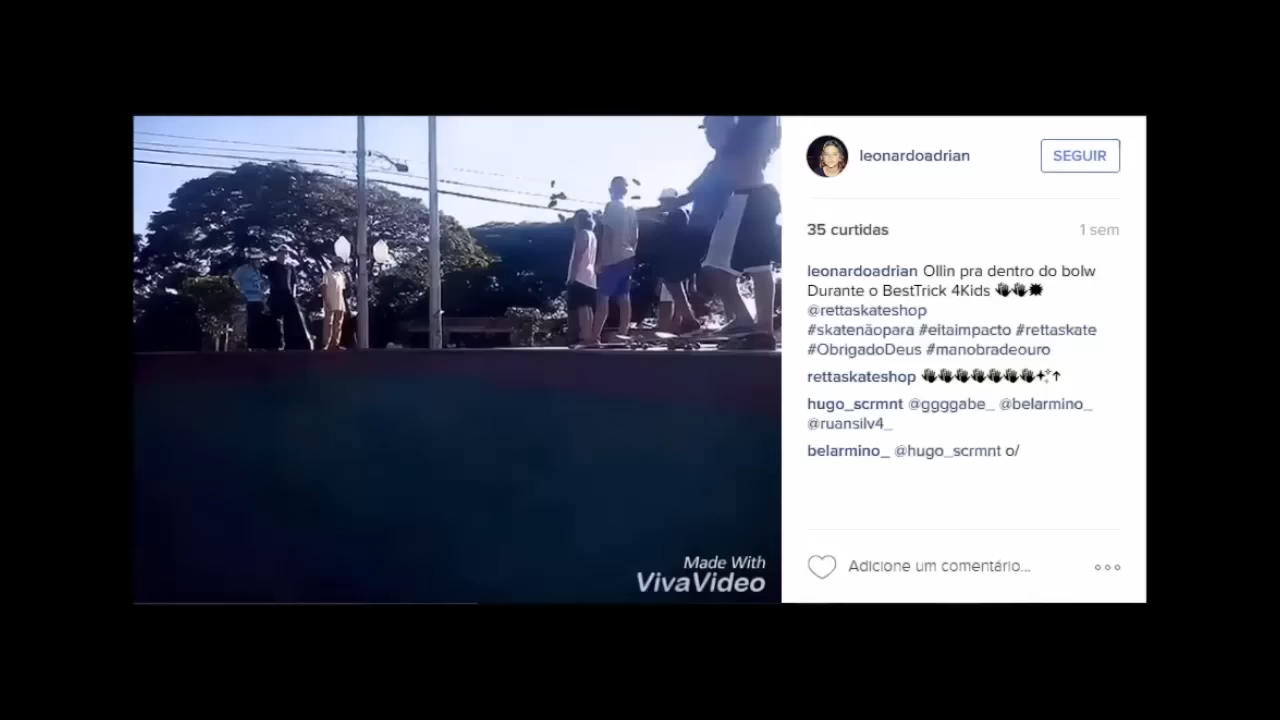 leonardoadrian
SEGUIR
35 curtidas
1 sem
leonardoadrian Ollin pra dentro do bolw
Durante o BestTrick 4Kids 👋👋✹
@rettaskateshop
#skatenãopara #eitaimpacto #rettaskate
#ObrigadoDeus #manobradeouro
rettaskateshop 👋👋👋👋👋👋👋✨↑
hugo_scrmnt @ggggabe_ @belarmino_
@ruansilv4_
belarmino_ @hugo_scrmnt o/
Adicione um comentário...
Made With
VivaVideo